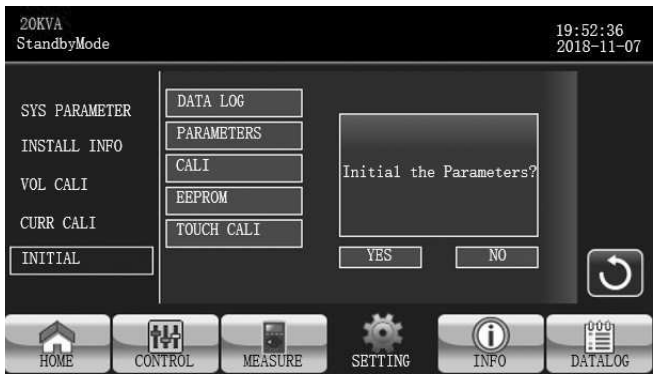 20KVA
StandbyMode
19:52:36
2018-11-07
SYS PARAMETER
INSTALL INFO
VOL CALI
CURR CALI
INITIAL
DATA LOG
PARAMETERS
CALI
EEPROM
TOUCH CALI
Initial the Parameters?
YES
NO
HOME
CONTROL
MEASURE
SETTING
INFO
DATALOG